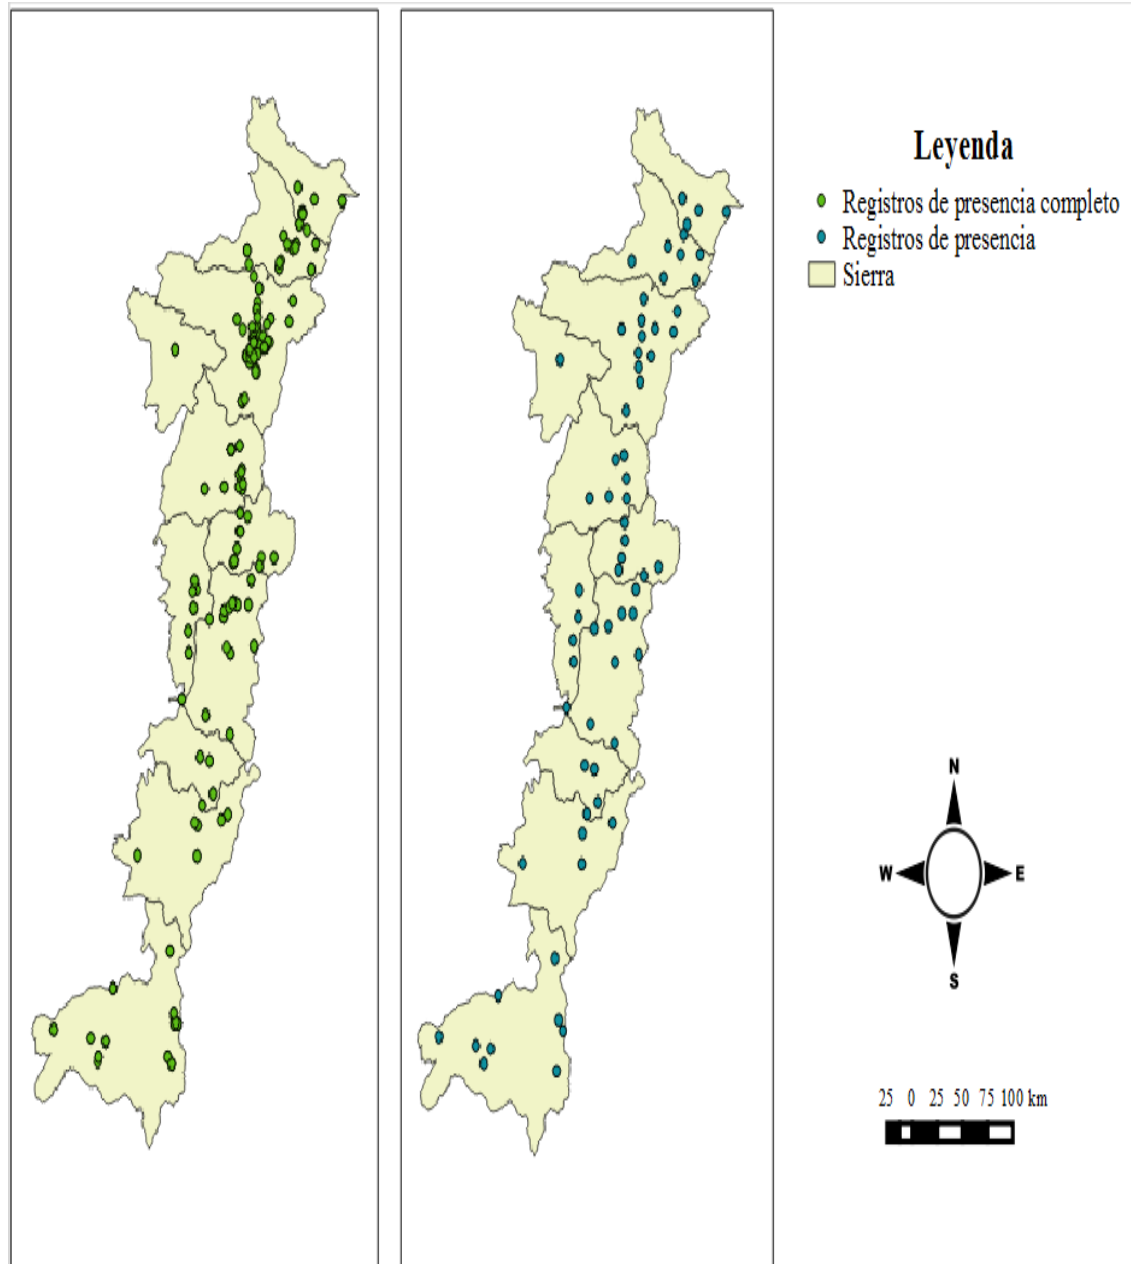 Leyenda
Registros de presencia completo
Registros de presencia
Sierra
N
W E
S
25 0 25 50 75 100 km